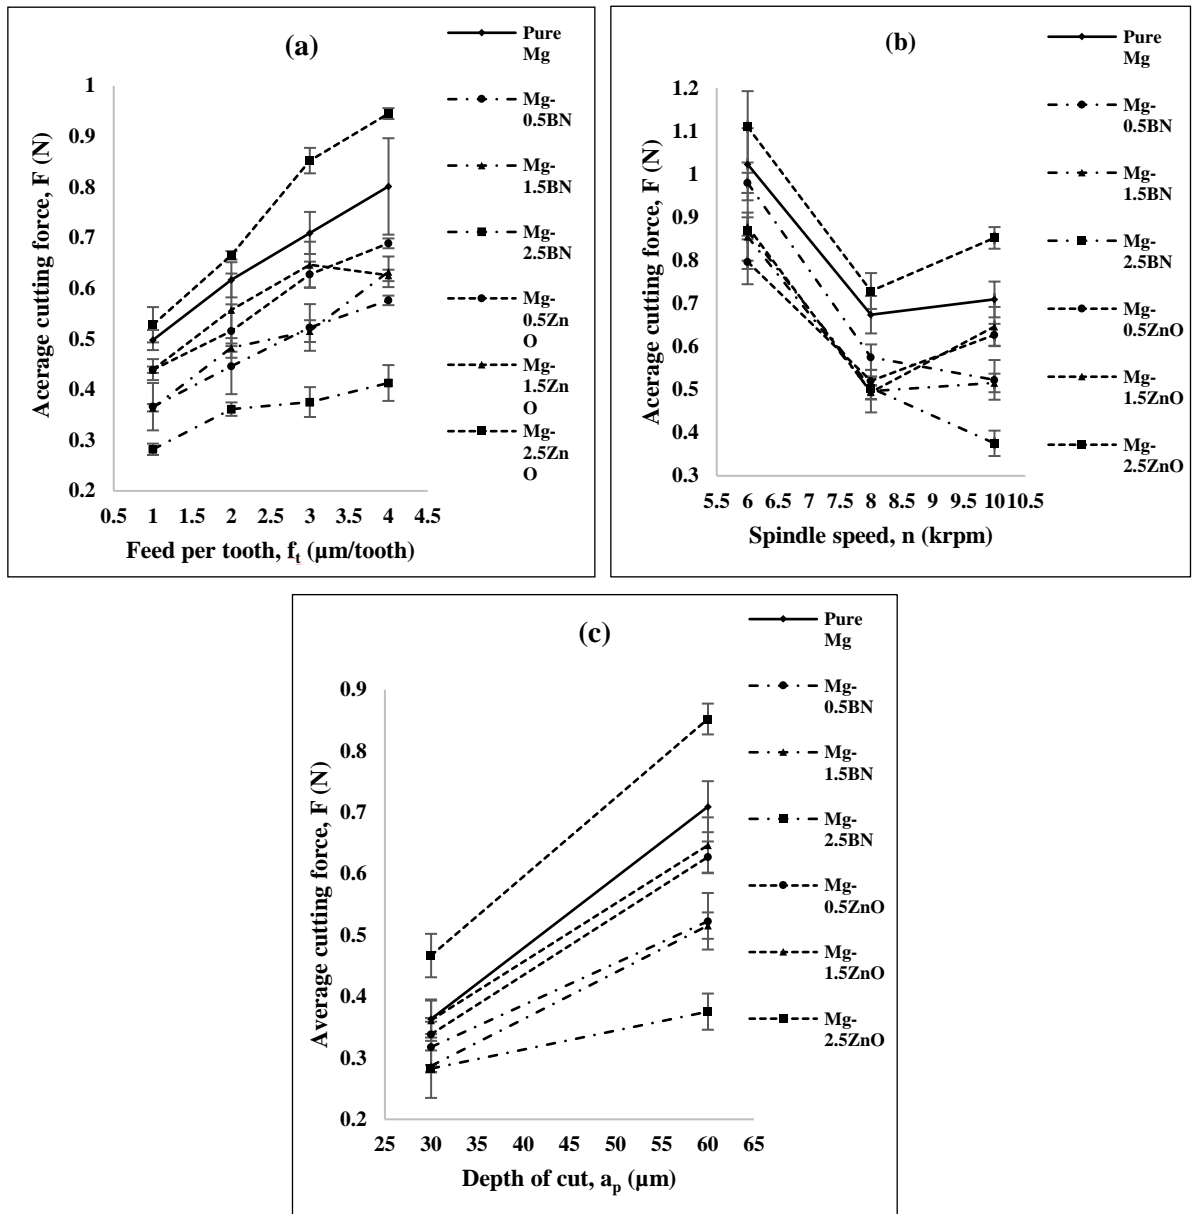 (a)
Acerage cutting force, F (N)
1
0.9
0.8
0.7
0.6
0.5
0.4
0.3
0.2
0.5 1 1.5 2 2.5 3 3.5 4 4.5
Feed per tooth, ft (μm/tooth)
Pure
Mg
Mg-
0.5BN
Mg-
1.5BN
Mg-
2.5BN
Mg-
0.5Zn
O
Mg-
1.5Zn
O
Mg-
2.5Zn
O
(b)
Acerage cutting force, F (N)
1.2
1.1
1
0.9
0.8
0.7
0.6
0.5
0.4
0.3
5.5 6 6.5 7 7.5 8 8.5 9 9.5 10 10.5
Spindle speed, n (krpm)
Pure
Mg
Mg-
0.5BN
Mg-
1.5BN
Mg-
2.5BN
Mg-
0.5ZnO
Mg-
1.5ZnO
Mg-
2.5ZnO
(c)
Average cutting force, F (N)
0.9
0.8
0.7
0.6
0.5
0.4
0.3
0.2
25 30 35 40 45 50 55 60 65
Depth of cut, ap (μm)
Pure
Mg
Mg-
0.5BN
Mg-
1.5BN
Mg-
2.5BN
Mg-
0.5ZnO
Mg-
1.5ZnO
Mg-
2.5ZnO